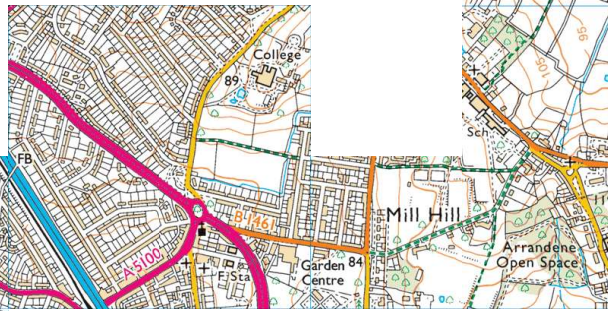 College
89
95
105
Sch
FB
B 1461
Mill Hill
A 5100
F Sta
Garden
Centre
84
Arrandene
Open Space